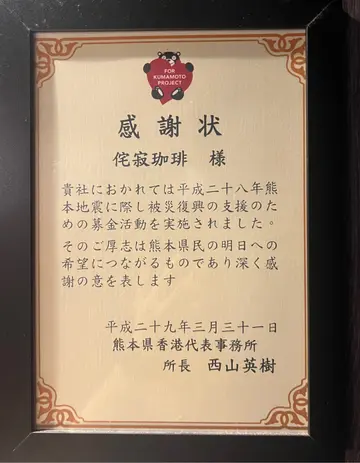 FOR
KUMAMOTO
PROJECT
感謝状
侘寂珈琲 様
貴社におかれては平成二十八年熊
本地震に際し被災復興の支援のた
めの募金活動を実施されました。
そのご厚志は熊本県民の明日への
希望につながるものであり深く感
謝の意を表します
平成二十九年三月三十一日
熊本県香港代表事務所
所長 西山英樹